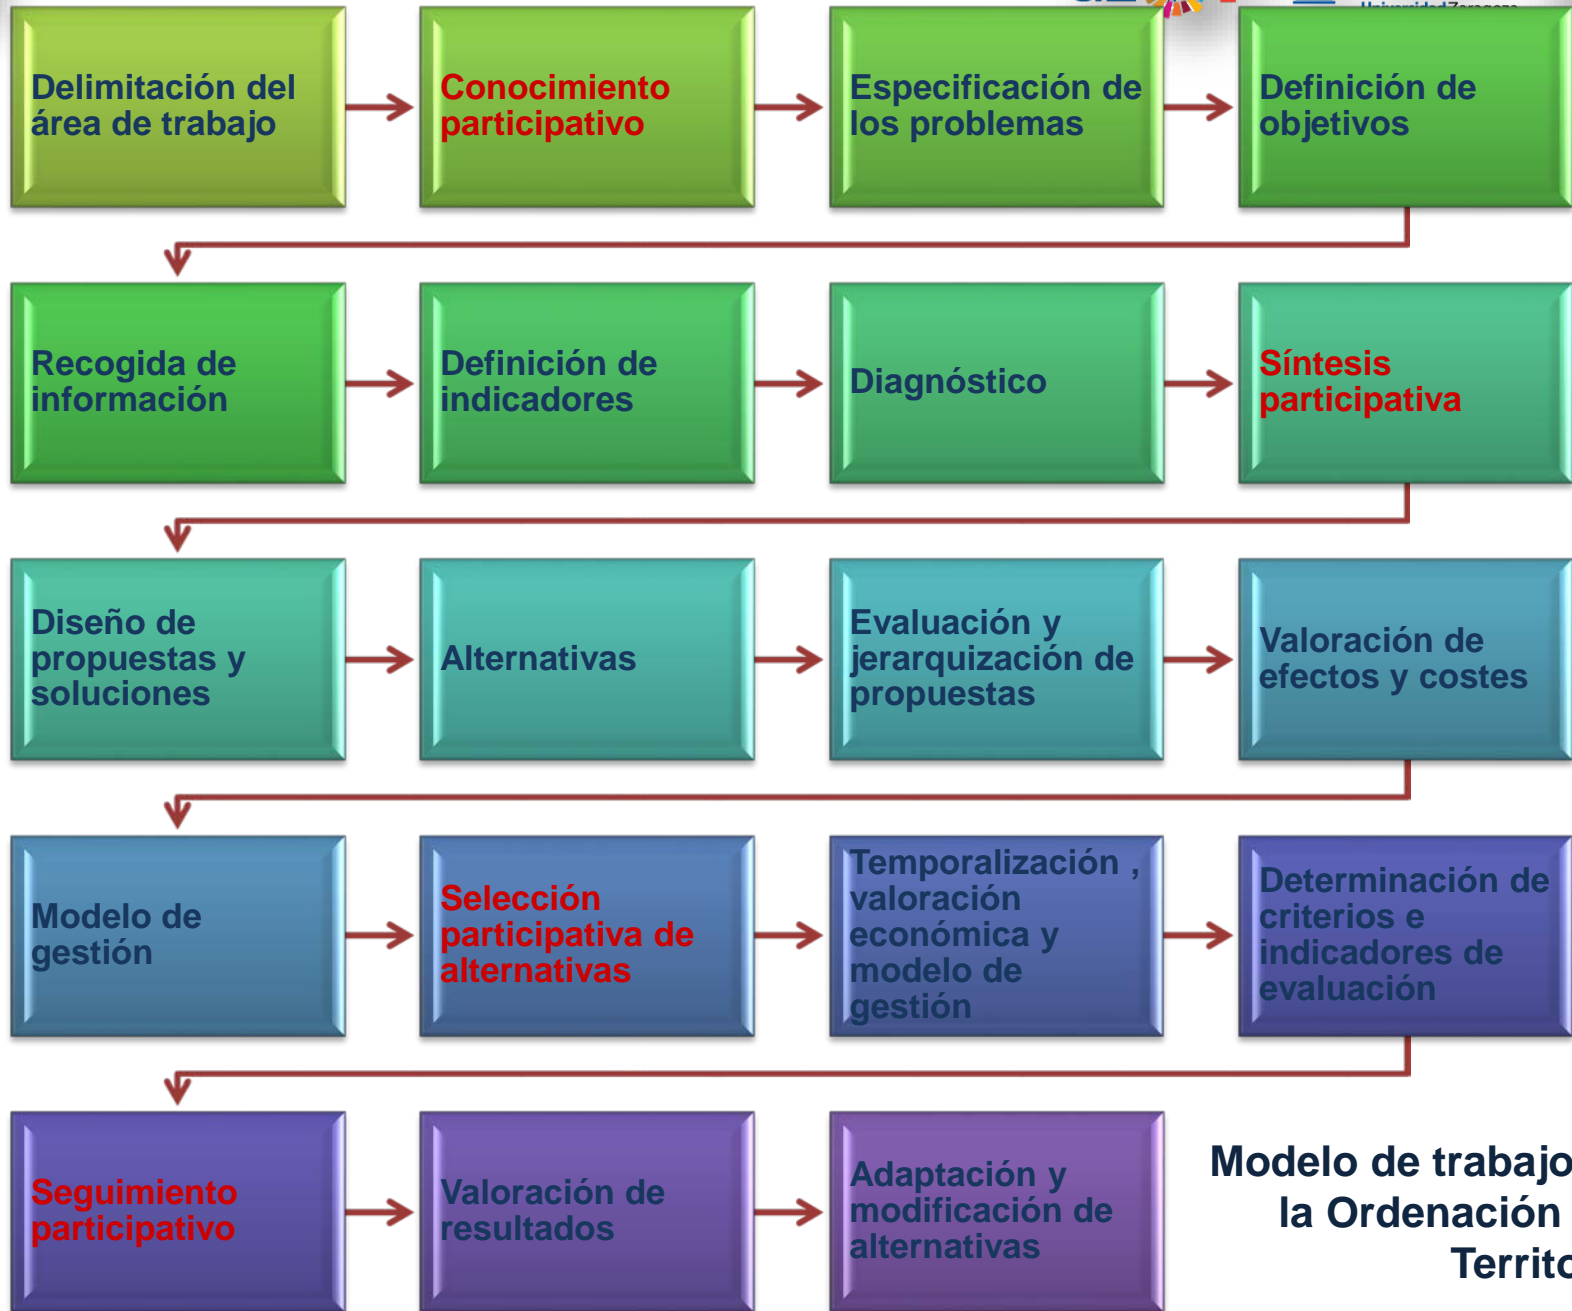 Delimitación del
área de trabajo
Conocimiento
participativo
Especificación de
los problemas
Definición de
objetivos
Recogida de
información
Definición de
indicadores
Diagnóstico
Síntesis
participativa
Diseño de
propuestas y
soluciones
Alternativas
Evaluación y
jerarquización de
propuestas
Valoración de
efectos y costes
Modelo de
gestión
Selección
participativa de
alternativas
Temporalización ,
valoración
económica y
modelo de
gestión
Determinación de
criterios e
indicadores de
evaluación
Seguimiento
participativo
Valoración de
resultados
Adaptación y
modificación de
alternativas
Modelo de trabajo
la Ordenación
Territo